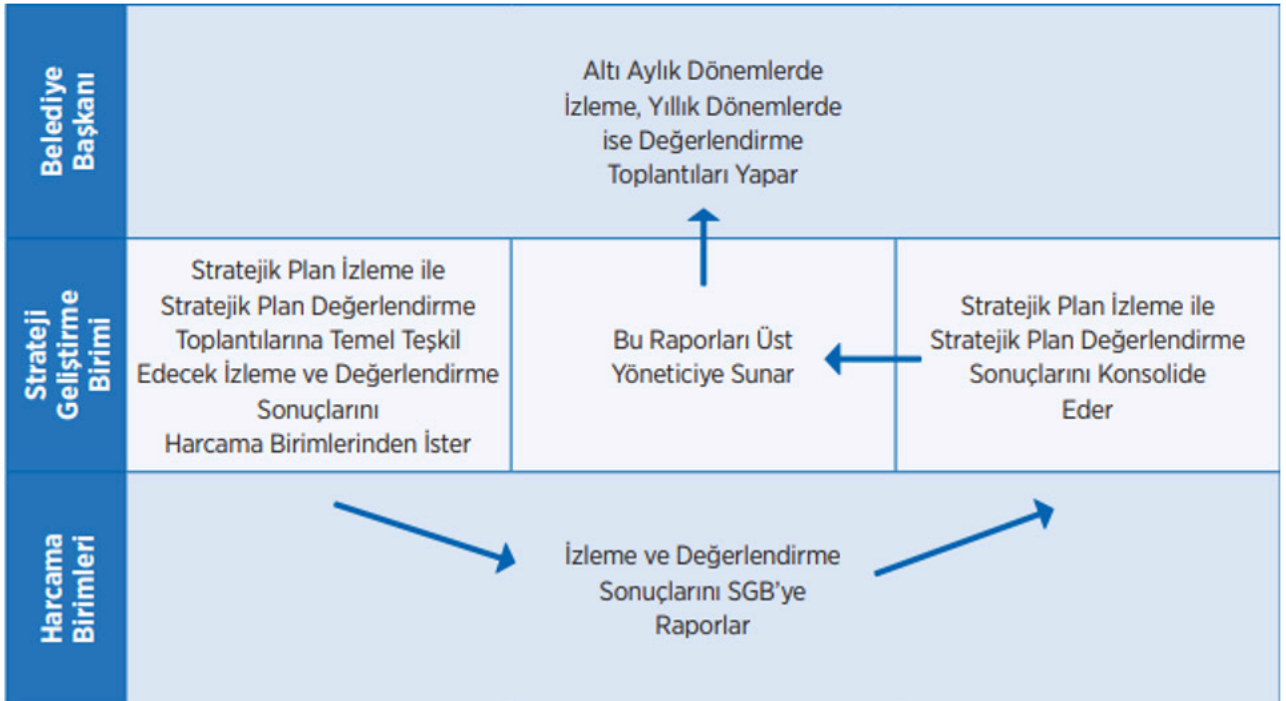 Belediye
Başkanı
Altı Aylık Dönemlerde
İzleme, Yıllık Dönemlerde
ise Değerlendirme
Toplantıları Yapar
Strateji
Geliştirme
Birimi
Stratejik Plan İzleme ile
Stratejik Plan Değerlendirme
Toplantılarına Temel Teşkil
Edecek İzleme ve Değerlendirme
Sonuçlarını
Harcama Birimlerinden İster
Bu Raporları Üst
Yöneticiye Sunar
Stratejik Plan İzleme ile
Stratejik Plan Değerlendirme
Sonuçlarını Konsolide
Eder
Harcama
Birimleri
İzleme ve Değerlendirme
Sonuçlarını SGB’ye
Raporlar